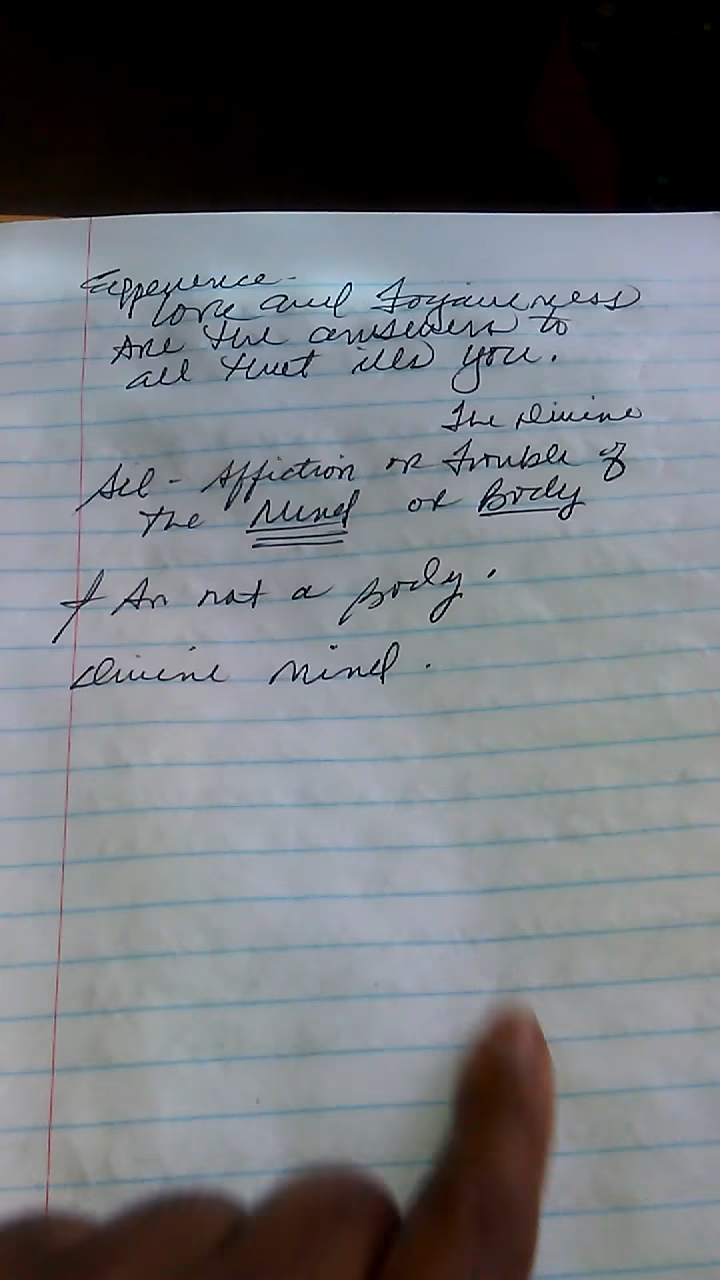 Experience -
love and Forgiveness
Are the answers to
all that ills you.
The Divine
Ill - Affiction or Trouble of
The Mind or Body
I Am not a Body.
Divine Mind.